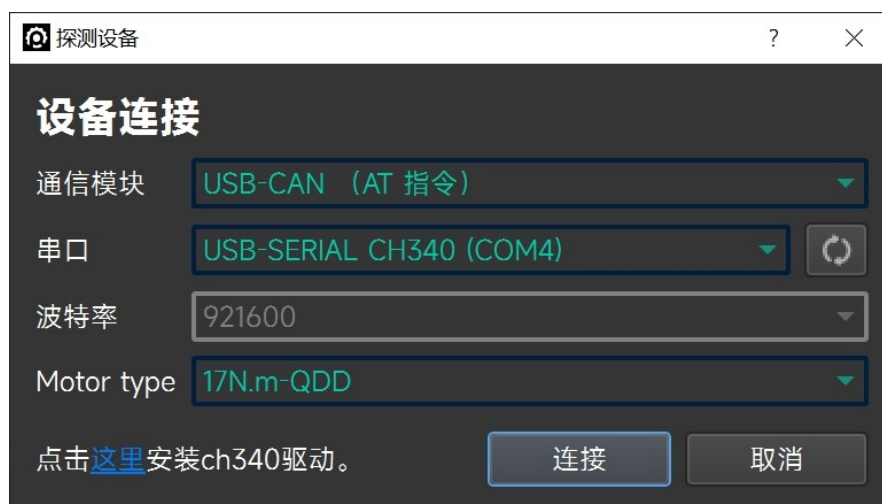 探测设备
设备连接
通信模块 USB-CAN （AT 指令）
串口 USB-SERIAL CH340 (COM4)
波特率 921600
Motor type 17N.m-QDD
点击这里安装ch340驱动。 连接 取消